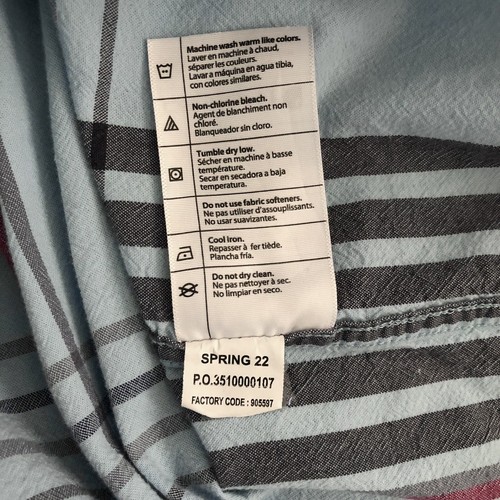 Machine wash warm like colors.
Laver en machine à chaud,
séparer les couleurs.
Lavar a máquina en agua tibia,
con colores similares.
Non-chlorine bleach.
Agent de blanchiment non
chloré.
Blanqueador sin cloro.
Tumble dry low.
Sécher en machine à basse
température.
Secar en secadora a baja
temperatura.
Do not use fabric softeners.
Ne pas utiliser d'assouplissants.
No usar suavizantes.
Cool iron.
Repasser à fer tiède.
Plancha fría.
Do not dry clean.
Ne pas nettoyer à sec.
No limpiar en seco.
SPRING 22
P.O.3510000107
FACTORY CODE : 905597